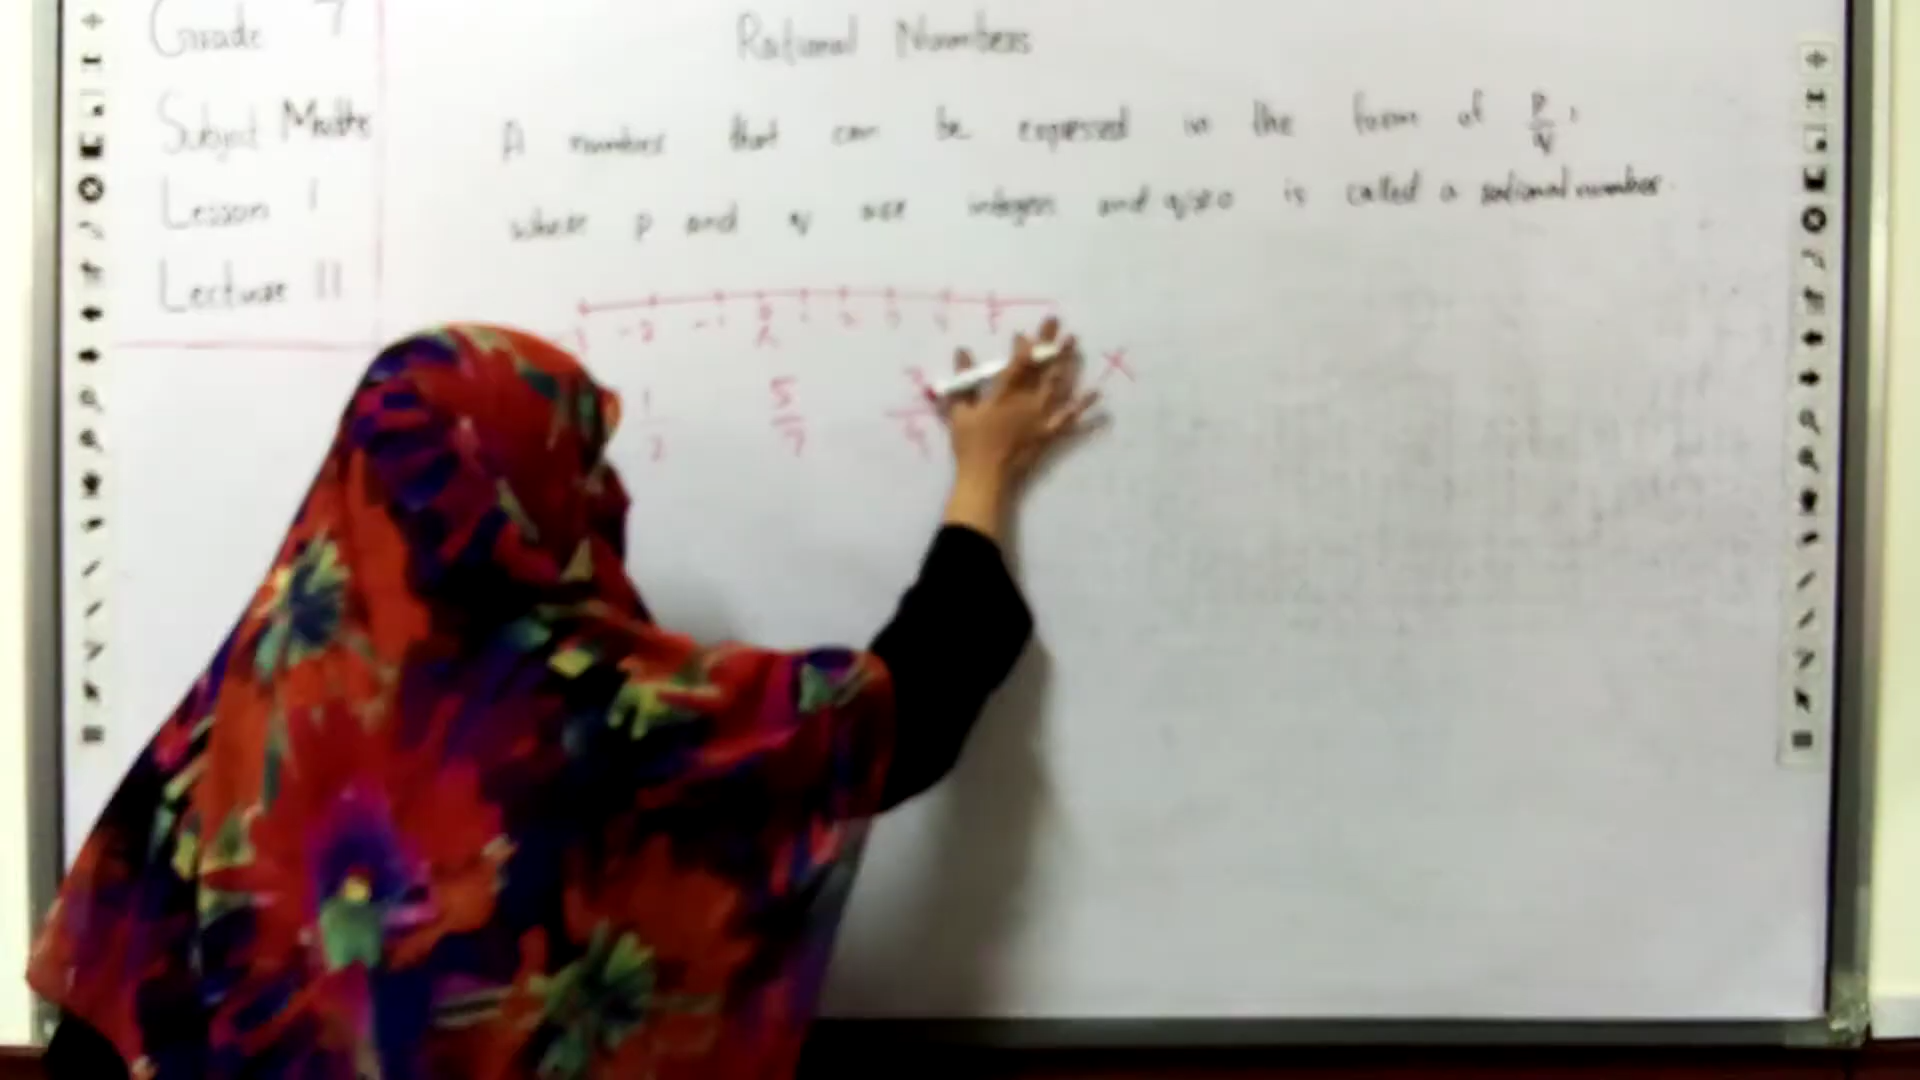 Grade 7
Subject Maths
Lesson 1
Lecture 11
Rational Numbers
A number that can be expressed in the form of p/q,
where p and q are integers and q≠0 is called a rational number.
-2 -1 0 1 2 3 4 5
1/2 5/7